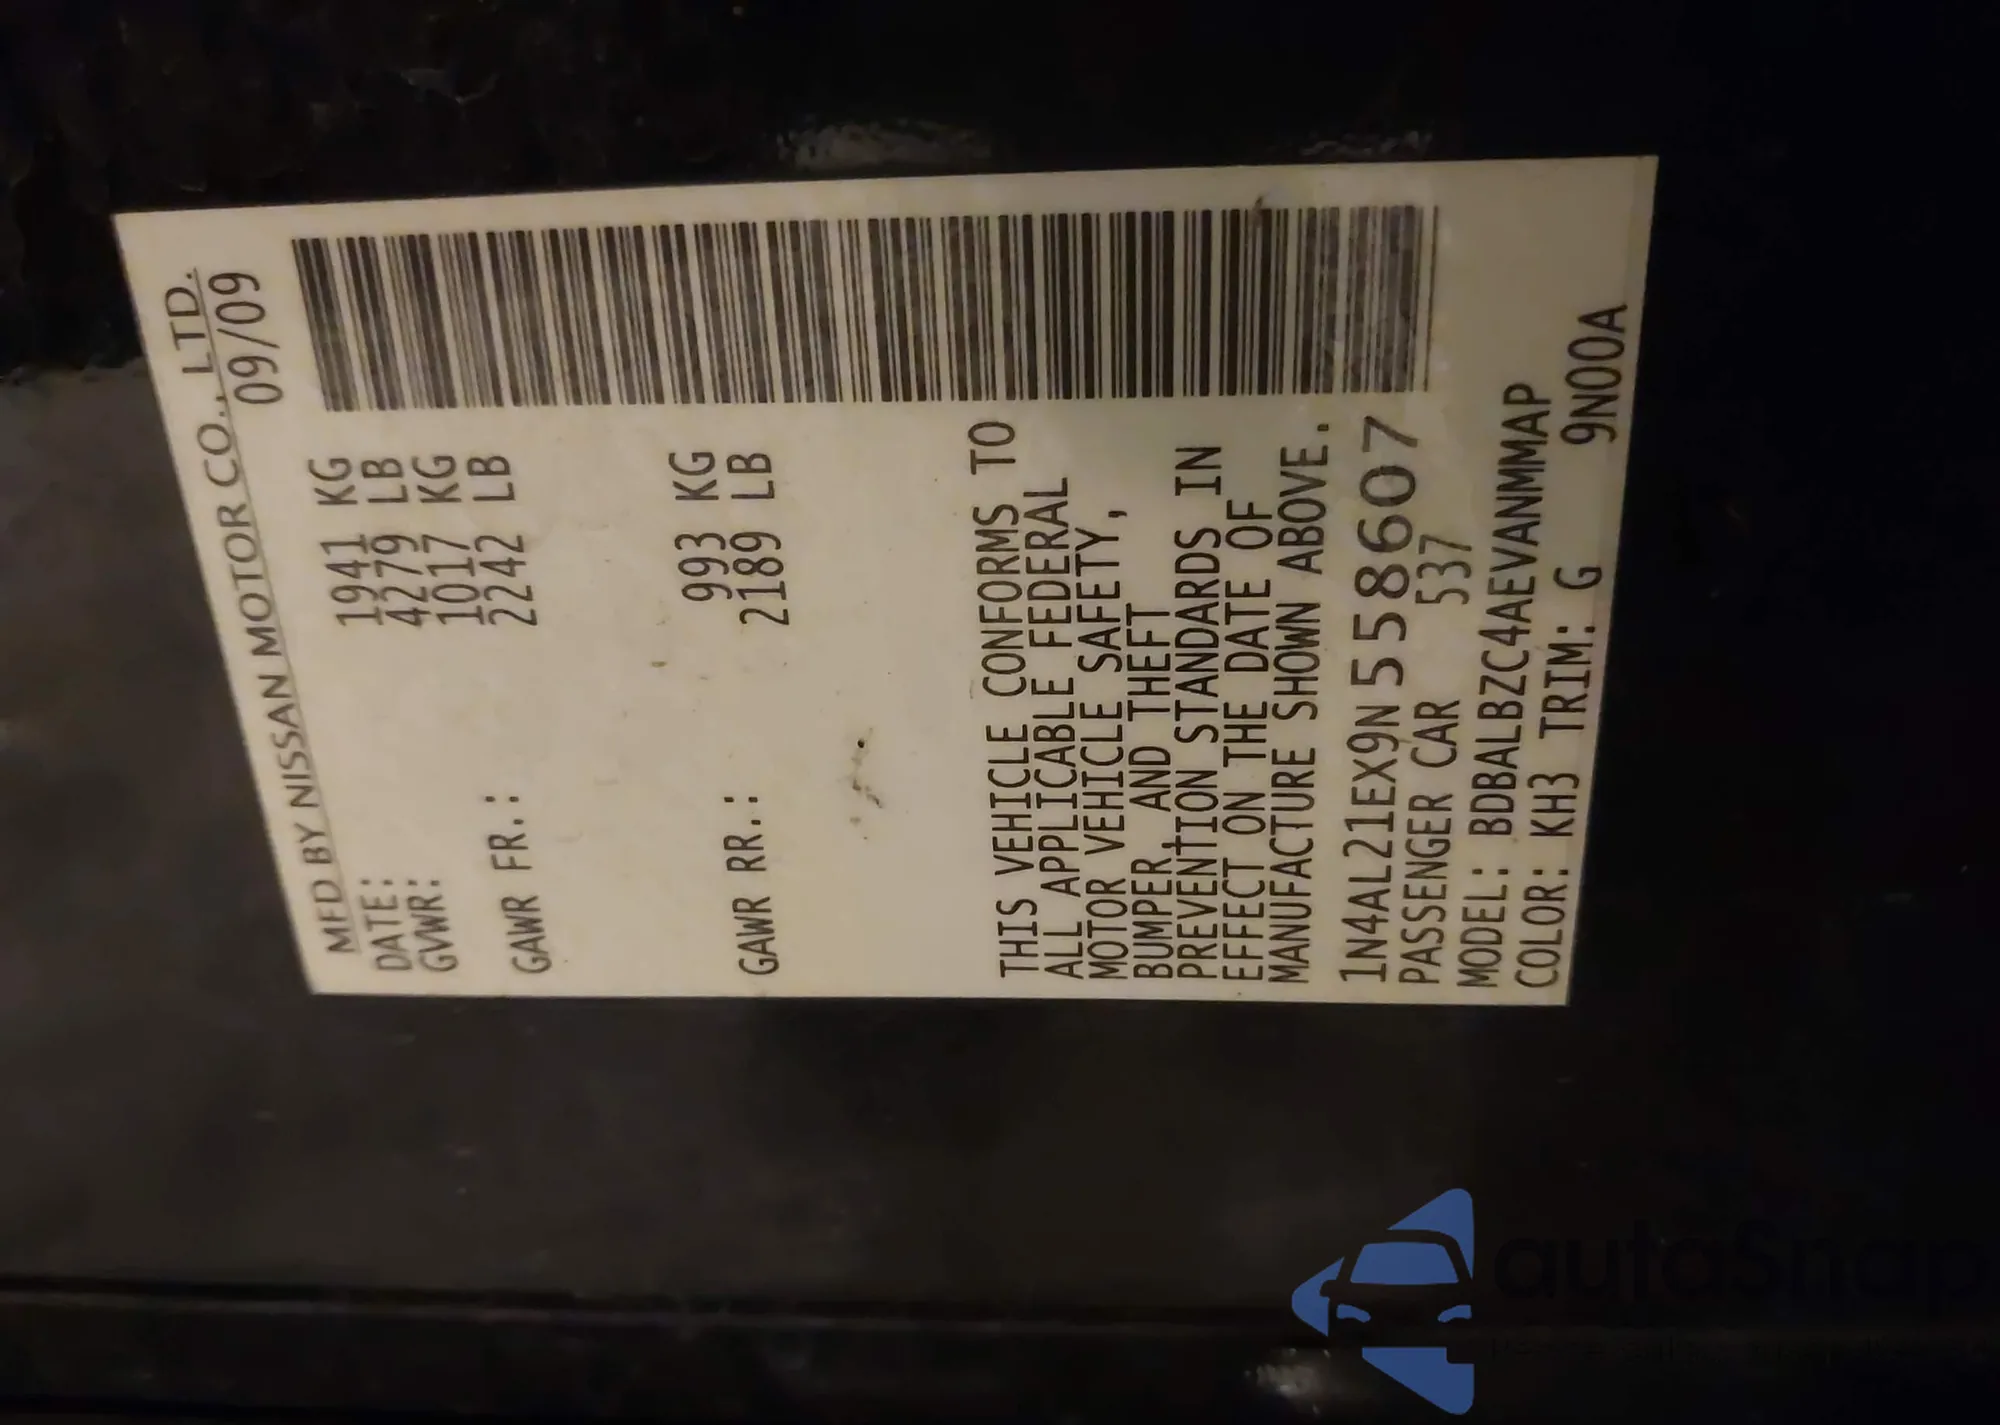 MFD BY NISSAN MOTOR CO., LTD.
DATE: 09/09
GVWR: 1941 KG
4279 LB
GAWR FR.: 1017 KG
2242 LB
GAWR RR.: 993 KG
2189 LB
THIS VEHICLE CONFORMS TO
ALL APPLICABLE FEDERAL
MOTOR VEHICLE SAFETY,
BUMPER, AND THEFT
PREVENTION STANDARDS IN
EFFECT ON THE DATE OF
MANUFACTURE SHOWN ABOVE.
1N4AL21EX9N558607
PASSENGER CAR 537
MODEL: BDBALBZC4AEVANMMAP
COLOR: KH3 TRIM: G 9N00A
autoSnap